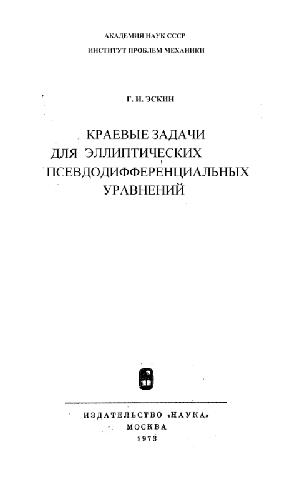 АКАДЕМИЯ НАУК СССР
ИНСТИТУТ ПРОБЛЕМ МЕХАНИКИ
Г. И. ЭСКИН
КРАЕВЫЕ ЗАДАЧИ
ДЛЯ ЭЛЛИПТИЧЕСКИХ
ПСЕВДОДИФФЕРЕНЦИАЛЬНЫХ
УРАВНЕНИЙ
ИЗДАТЕЛЬСТВО «НАУКА»
МОСКВА
1973